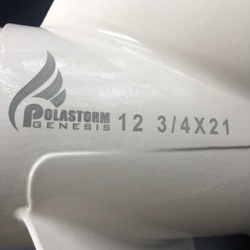 POLASTORM
GENESIS 12 3/4X21